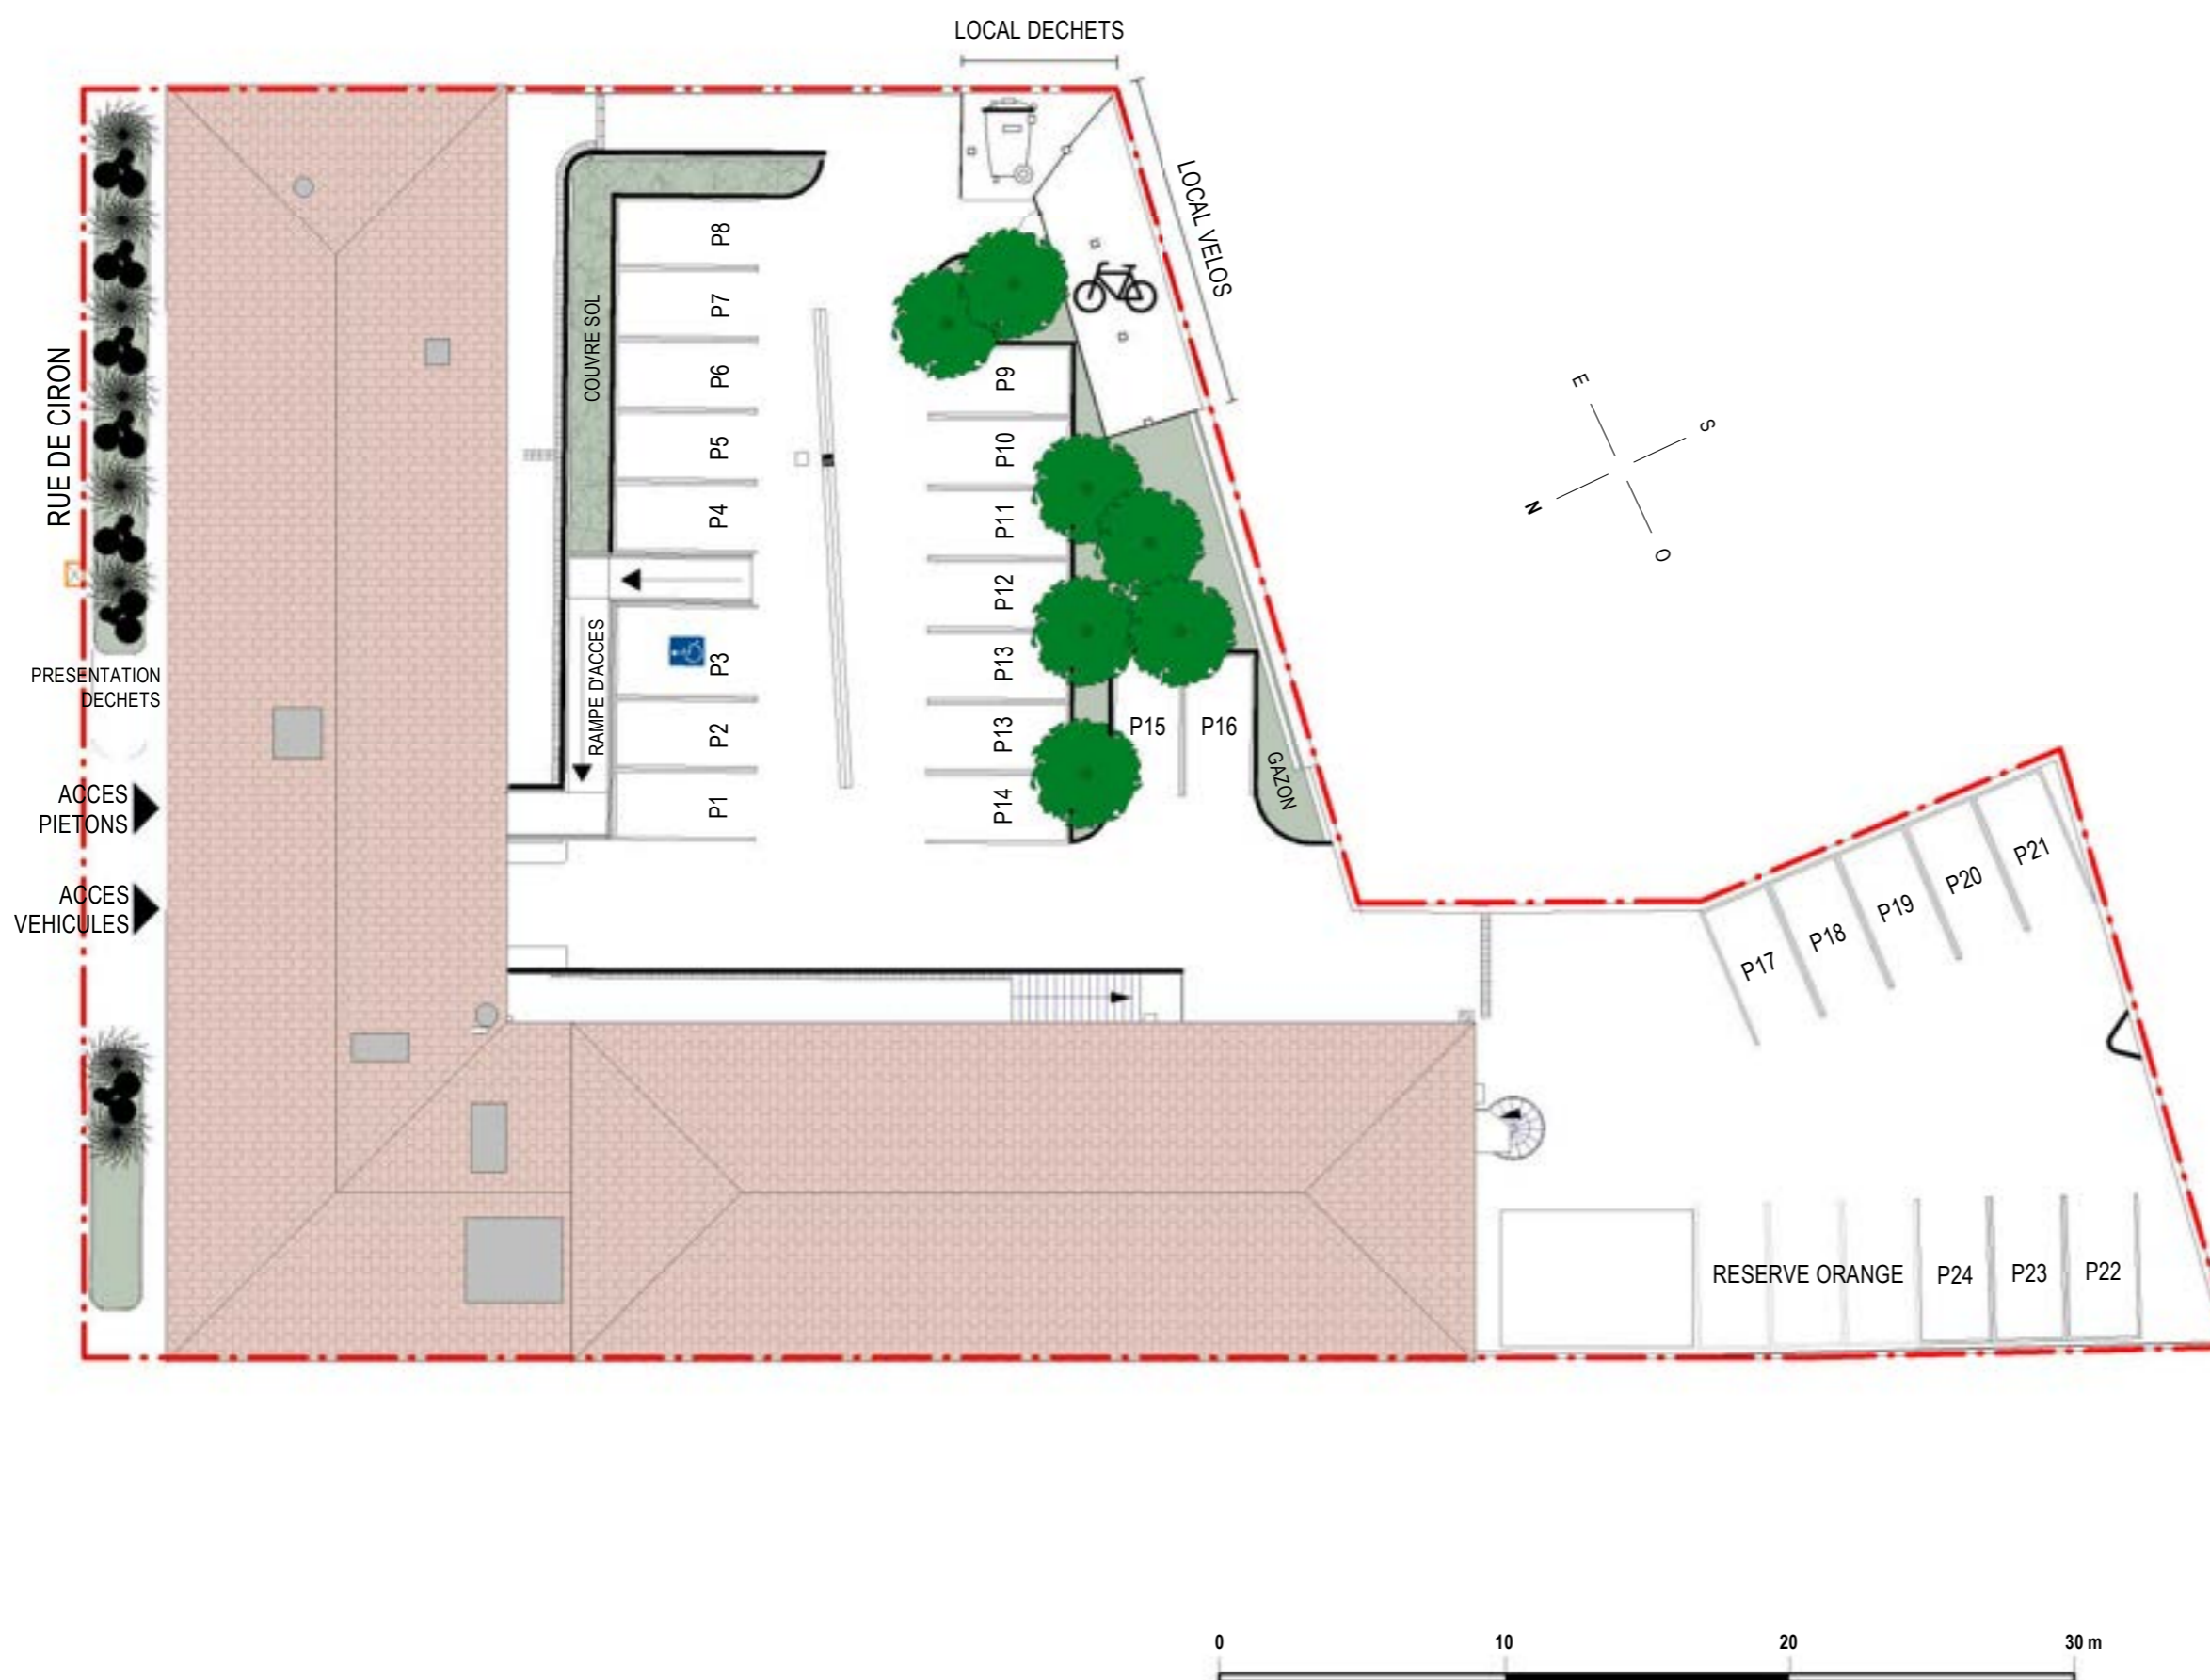 LOCAL DECHETS
LOCAL VELOS
RUE DE CIRON
COUVRE SOL
P8
P7
P6
P5
P4
P3
P2
P1
RAMPE D'ACCES
P9
P10
P11
P12
P13
P13
P14
P15
P16
GAZON
E
S
N
O
PRESENTATION
DECHETS
ACCES
PIETONS
ACCES
VEHICULES
P17
P18
P19
P20
P21
RESERVE ORANGE
P24
P23
P22
0
10
20
30 m